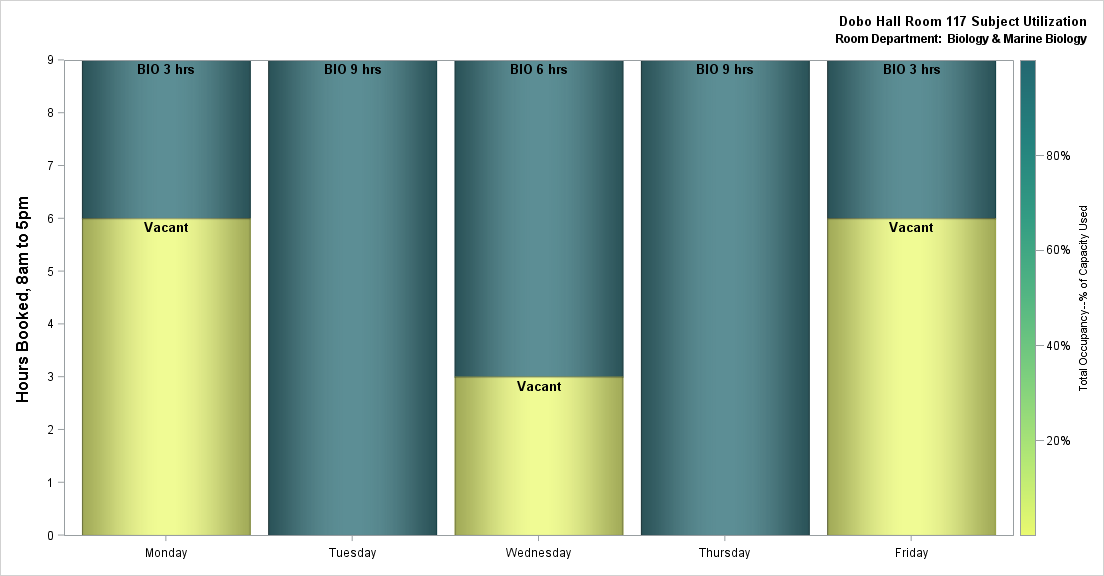 Dobo Hall Room 117 Subject Utilization
Room Department: Biology & Marine Biology
Hours Booked, 8am to 5pm
9
8
7
6
5
4
3
2
1
0
BIO 3 hrs
BIO 9 hrs
BIO 6 hrs
BIO 9 hrs
BIO 3 hrs
Vacant
Vacant
Vacant
Monday
Tuesday
Wednesday
Thursday
Friday
80%
60%
40%
20%
Total Occupancy--% of Capacity Used